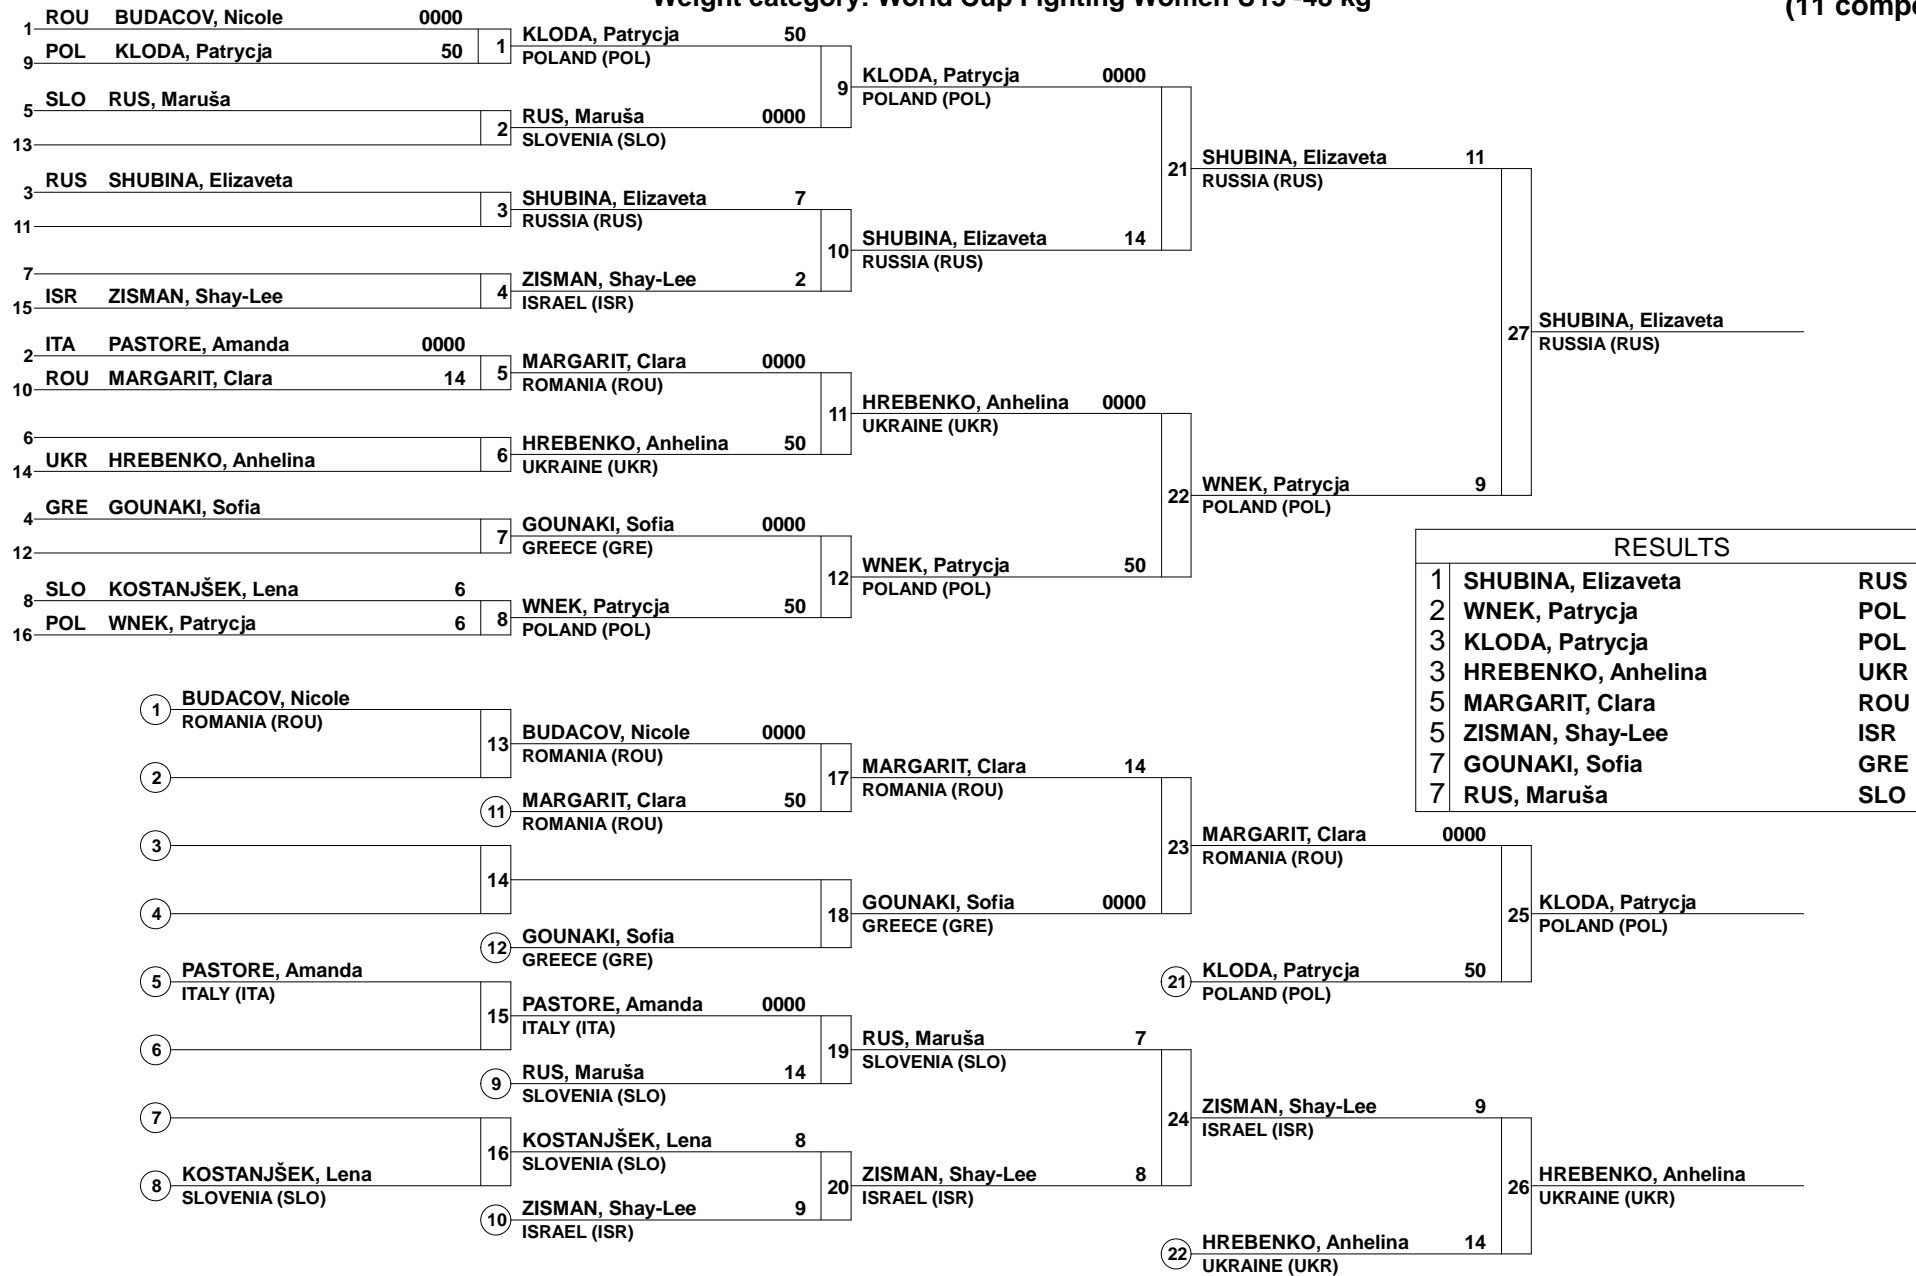 Weight category: World Cup Fighting Women U15 -48 kg
(11 comp
1 ROU BUDACOV, Nicole 0000
9 POL KLODA, Patrycja 50
1
5 SLO RUS, Maruša
13
2
3 RUS SHUBINA, Elizaveta
11
3
7
15 ISR ZISMAN, Shay-Lee
4
2 ITA PASTORE, Amanda 0000
10 ROU MARGARIT, Clara 14
5
6
14 UKR HREBENKO, Anhelina
6
4 GRE GOUNAKI, Sofia
12
7
8 SLO KOSTANJŠEK, Lena 6
16 POL WNEK, Patrycja 6
8
KLODA, Patrycja 50
POLAND (POL)
9
RUS, Maruša 0000
SLOVENIA (SLO)
SHUBINA, Elizaveta 7
RUSSIA (RUS)
10
ZISMAN, Shay-Lee 2
ISRAEL (ISR)
MARGARIT, Clara 0000
ROMANIA (ROU)
11
HREBENKO, Anhelina 50
UKRAINE (UKR)
GOUNAKI, Sofia 0000
GREECE (GRE)
12
WNEK, Patrycja 50
POLAND (POL)
KLODA, Patrycja 0000
POLAND (POL)
21
SHUBINA, Elizaveta 14
RUSSIA (RUS)
HREBENKO, Anhelina 0000
UKRAINE (UKR)
22
WNEK, Patrycja 50
POLAND (POL)
SHUBINA, Elizaveta 11
RUSSIA (RUS)
27
WNEK, Patrycja 9
POLAND (POL)
SHUBINA, Elizaveta
RUSSIA (RUS)
RESULTS
1 SHUBINA, Elizaveta RUS
2 WNEK, Patrycja POL
3 KLODA, Patrycja POL
3 HREBENKO, Anhelina UKR
5 MARGARIT, Clara ROU
5 ZISMAN, Shay-Lee ISR
7 GOUNAKI, Sofia GRE
7 RUS, Maruša SLO
1 BUDACOV, Nicole
ROMANIA (ROU)
13
2
3
14
4
5 PASTORE, Amanda
ITALY (ITA)
15
6
7
16
8 KOSTANJŠEK, Lena
SLOVENIA (SLO)
BUDACOV, Nicole 0000
ROMANIA (ROU)
17
11 MARGARIT, Clara 50
ROMANIA (ROU)
18
12 GOUNAKI, Sofia
GREECE (GRE)
PASTORE, Amanda 0000
ITALY (ITA)
19
9 RUS, Maruša 14
SLOVENIA (SLO)
KOSTANJŠEK, Lena 8
SLOVENIA (SLO)
20
10 ZISMAN, Shay-Lee 9
ISRAEL (ISR)
MARGARIT, Clara 14
ROMANIA (ROU)
23
GOUNAKI, Sofia 0000
GREECE (GRE)
RUS, Maruša 7
SLOVENIA (SLO)
24
ZISMAN, Shay-Lee 8
ISRAEL (ISR)
MARGARIT, Clara 0000
ROMANIA (ROU)
25
21 KLODA, Patrycja 50
POLAND (POL)
ZISMAN, Shay-Lee 9
ISRAEL (ISR)
26
22 HREBENKO, Anhelina 14
UKRAINE (UKR)
KLODA, Patrycja
POLAND (POL)
HREBENKO, Anhelina
UKRAINE (UKR)